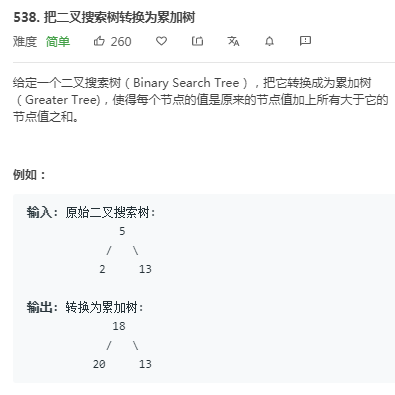 538. 把二叉搜索树转换为累加树
难度 简单 260
给定一个二叉搜索树（Binary Search Tree），把它转换成为累加树
（Greater Tree)，使得每个节点的值是原来的节点值加上所有大于它的
节点值之和。
例如：
输入: 原始二叉搜索树:
5
/ \
2 13
输出: 转换为累加树:
18
/ \
20 13